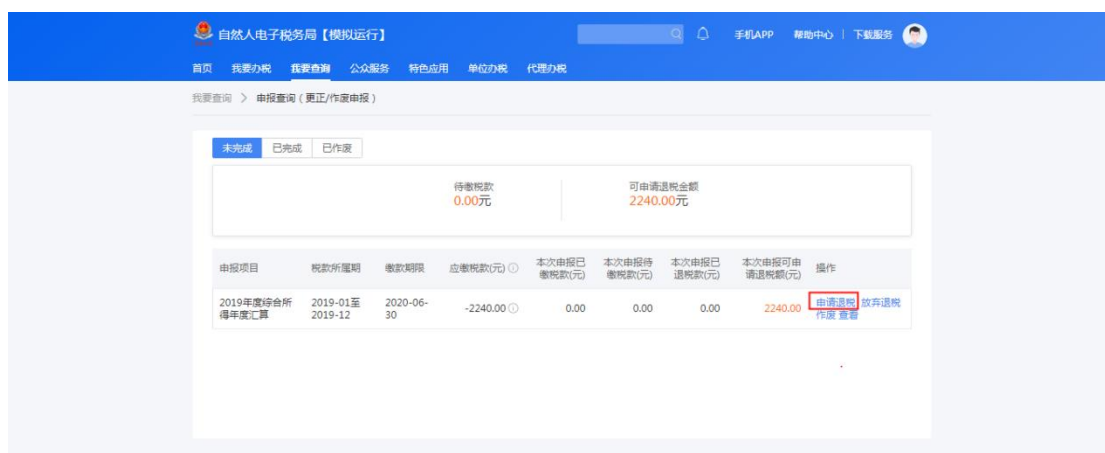 自然人电子税务局【模拟运行】
手机APP 帮助中心 | 下载服务
首页 我要办税 我要查询 公众服务 特色应用 单位办税 代理办税
我要查询 > 申报查询(更正/作废申报)
未完成 已完成 已作废
待缴税款 可申请退税金额
0.00元 2240.00元
申报项目 税款所属期 缴款期限 应缴税款(元) 本次申报已缴税款(元) 本次申报待缴税款(元) 本次申报已退税款(元) 本次申报可申请退税额(元) 操作
2019年度综合所 2019-01至 2020-06- -2240.00 0.00 0.00 0.00 2240.00 申请退税 放弃退税
得年度汇算 2019-12 30 作废 查看